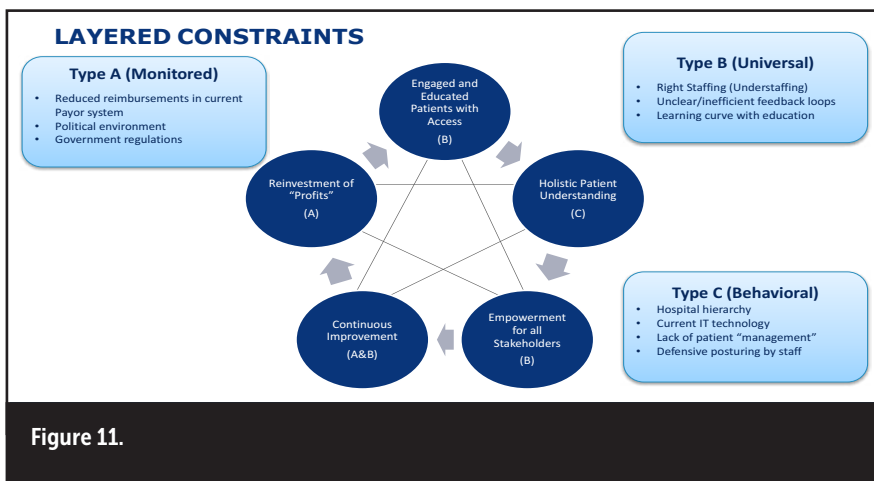 LAYERED CONSTRAINTS
Type A (Monitored)
• Reduced reimbursements in current
Payor system
• Political environment
• Government regulations
Engaged and
Educated
Patients with
Access
(B)
Type B (Universal)
• Right Staffing (Understaffing)
• Unclear/inefficient feedback loops
• Learning curve with education
Reinvestment of
“Profits”
(A)
Holistic Patient
Understanding
(C)
Continuous
Improvement
(A&B)
Empowerment
for all
Stakeholders
(B)
Type C (Behavioral)
• Hospital hierarchy
• Current IT technology
• Lack of patient “management”
• Defensive posturing by staff
Figure 11.